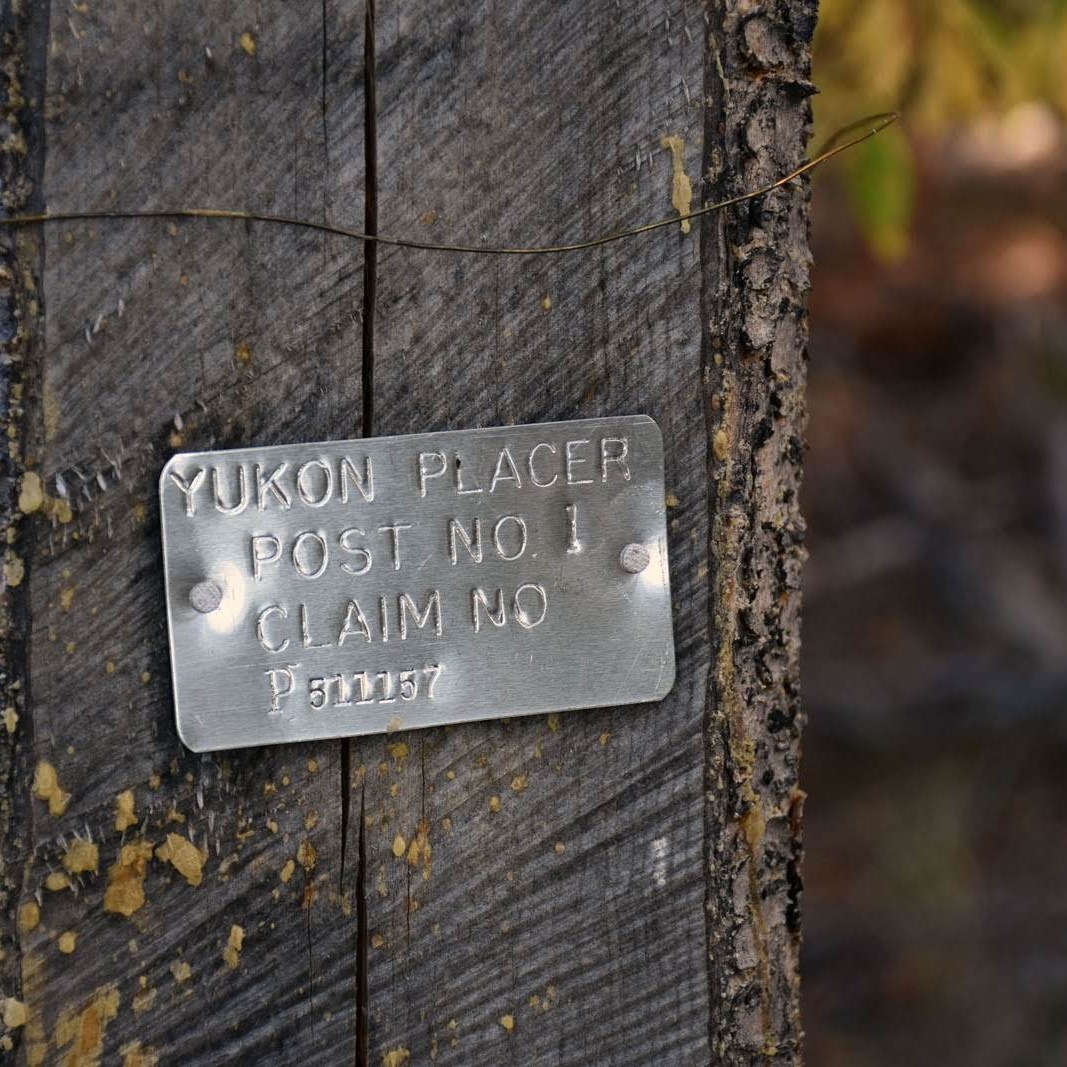 YUKON PLACER
POST NO. 1
CLAIM NO
P 511157